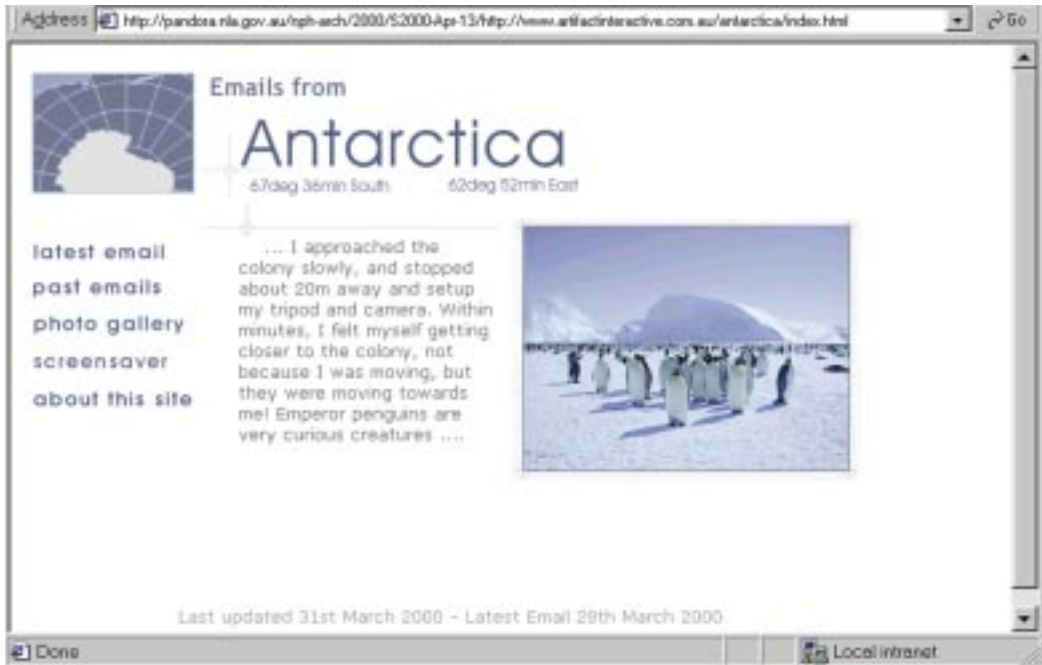 Address http://pandora.nla.gov.au/nph-arch/2000/S2000-Apr-13/http://www.artifactinteractive.com.au/antarctica/index.html Go
Emails from
Antarctica
67deg 36min South 62deg 52min East
latest email
past emails
photo gallery
screensaver
about this site
... I approached the
colony slowly, and stopped
about 20m away and setup
my tripod and camera. Within
minutes, I felt myself getting
closer to the colony, not
because I was moving, but
they were moving towards
me! Emperor penguins are
very curious creatures ....
Last updated 31st March 2000 - Latest Email 28th March 2000
Done Local intranet